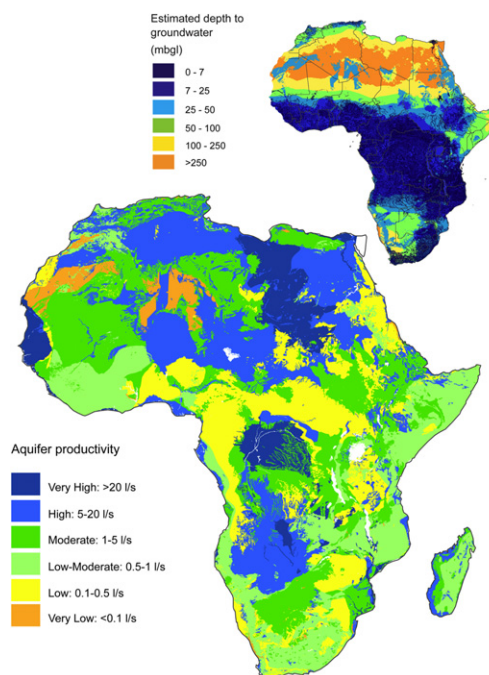 Estimated depth to
groundwater
(mbgl)
0 - 7
7 - 25
25 - 50
50 - 100
100 - 250
>250
Aquifer productivity
Very High: >20 l/s
High: 5-20 l/s
Moderate: 1-5 l/s
Low-Moderate: 0.5-1 l/s
Low: 0.1-0.5 l/s
Very Low: <0.1 l/s